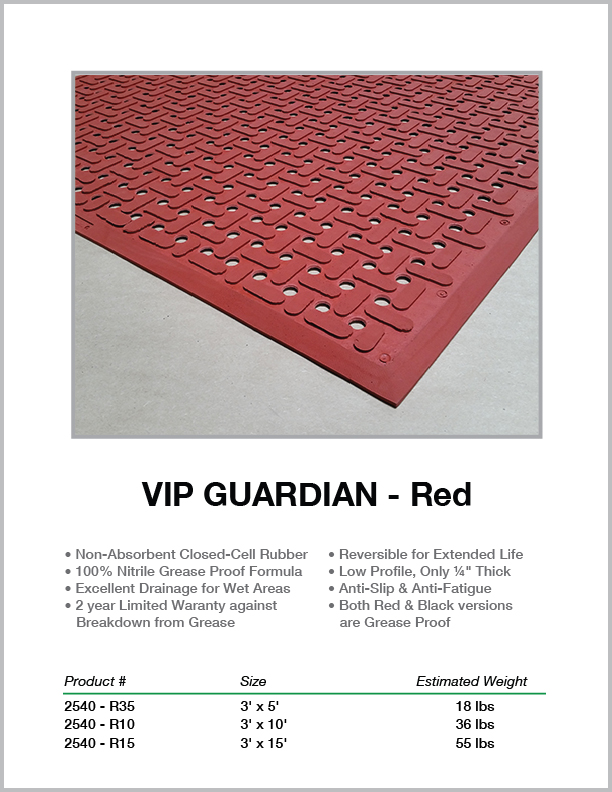 VIP GUARDIAN - Red
• Non-Absorbent Closed-Cell Rubber
• 100% Nitrile Grease Proof Formula
• Excellent Drainage for Wet Areas
• 2 year Limited Waranty against
Breakdown from Grease
• Reversible for Extended Life
• Low Profile, Only ¼" Thick
• Anti-Slip & Anti-Fatigue
• Both Red & Black versions
are Grease Proof
Product # Size Estimated Weight
2540 - R35 3' x 5' 18 lbs
2540 - R10 3' x 10' 36 lbs
2540 - R15 3' x 15' 55 lbs